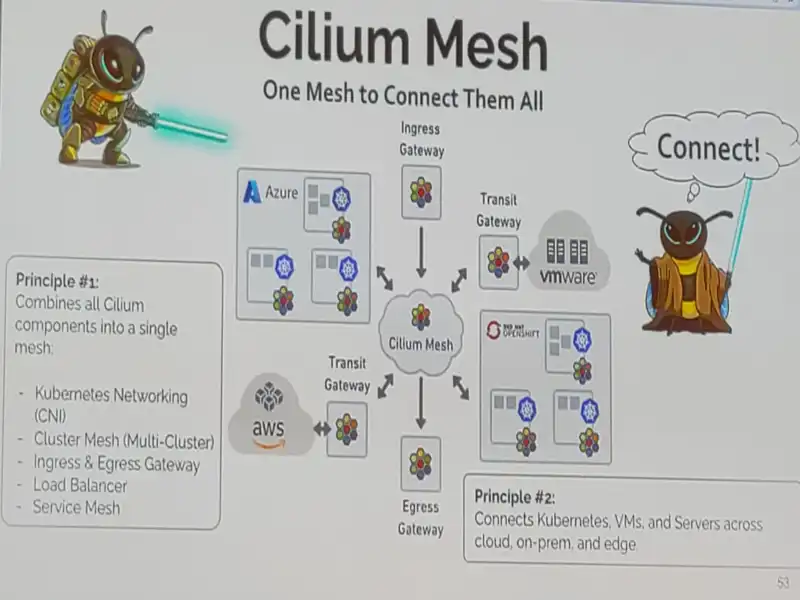 Cilium Mesh
One Mesh to Connect Them All
Ingress
Gateway
Connect!
Azure
Transit
Gateway
vmware
Principle #1:
Combines all Cilium
components into a single
mesh:
- Kubernetes Networking
(CNI)
- Cluster Mesh (Multi-Cluster)
- Ingress & Egress Gateway
- Load Balancer
- Service Mesh
Cilium Mesh
RED HAT
OPENSHIFT
Transit
Gateway
aws
Egress
Gateway
Principle #2:
Connects Kubernetes, VMs, and Servers across
cloud, on-prem, and edge
53